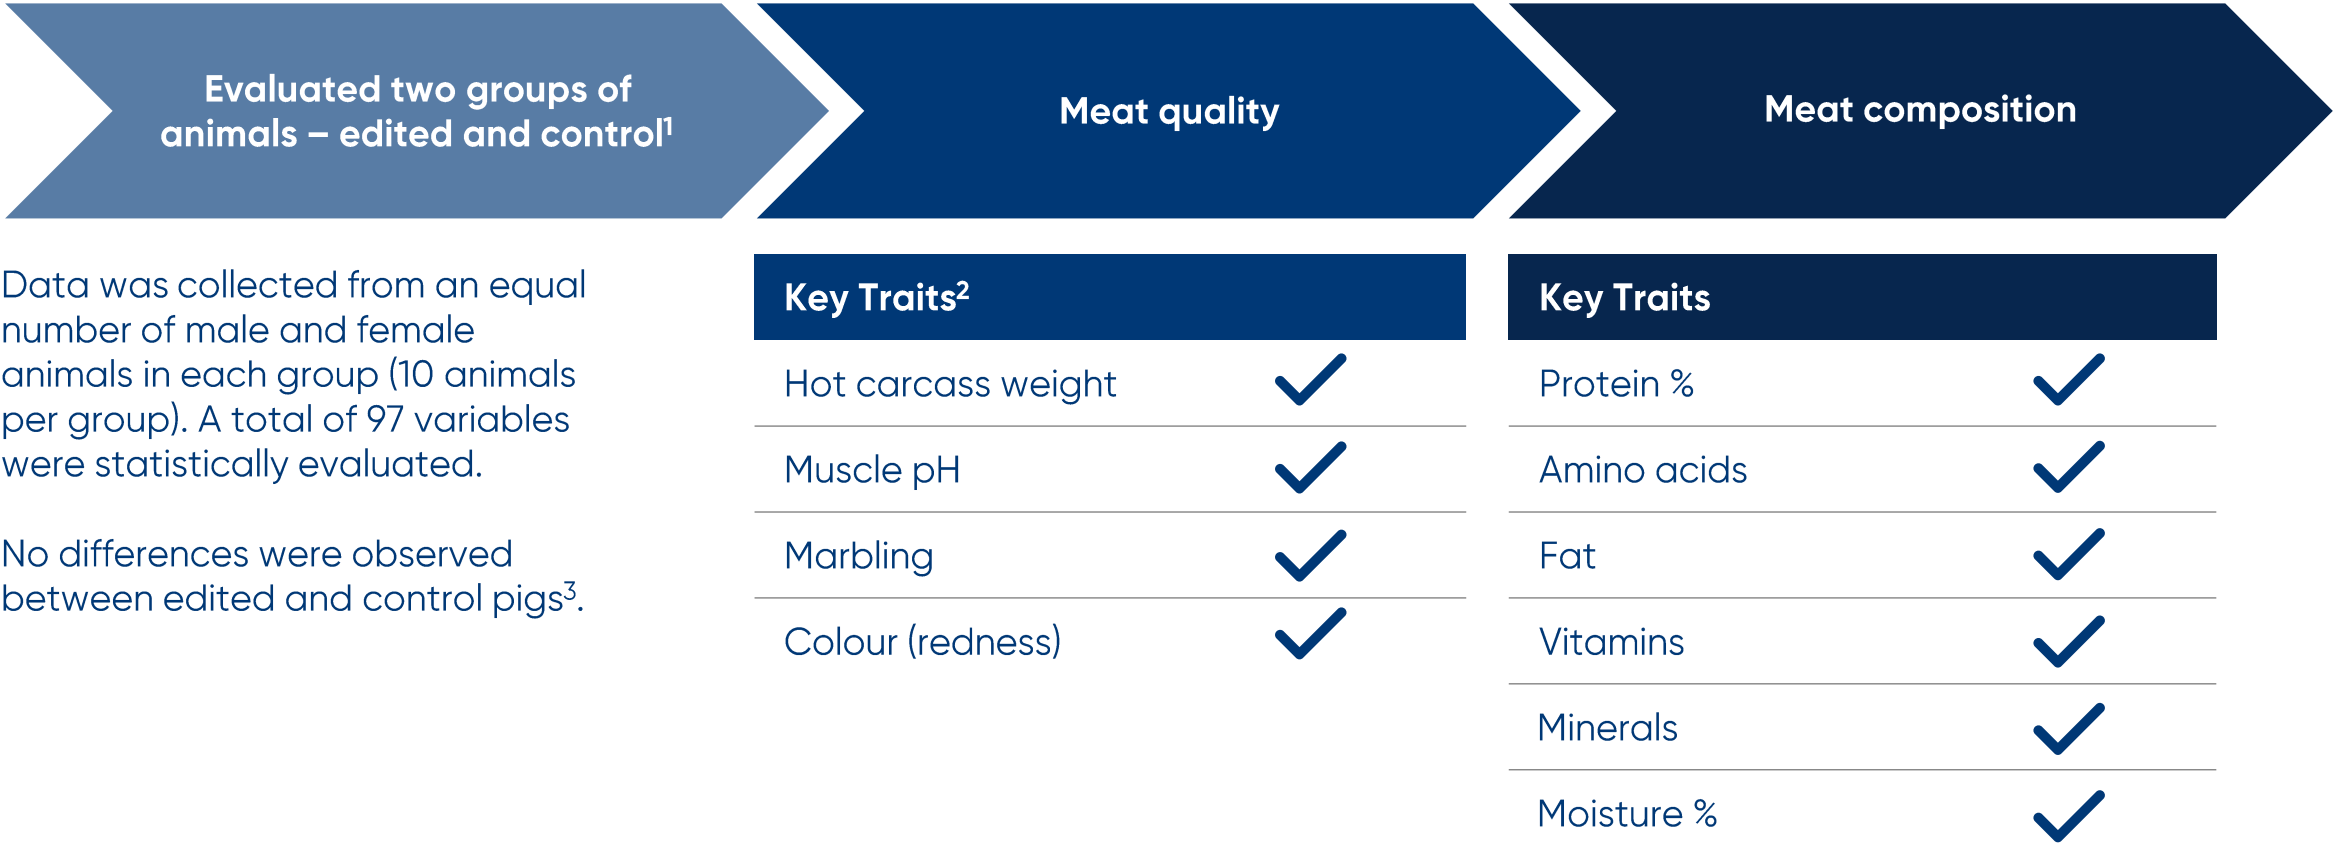 Evaluated two groups of
animals – edited and control¹
Data was collected from an equal
number of male and female
animals in each group (10 animals
per group). A total of 97 variables
were statistically evaluated.
No differences were observed
between edited and control pigs³.
Meat quality
Key Traits²
Hot carcass weight
Muscle pH
Marbling
Colour (redness)
Meat composition
Key Traits
Protein %
Amino acids
Fat
Vitamins
Minerals
Moisture %